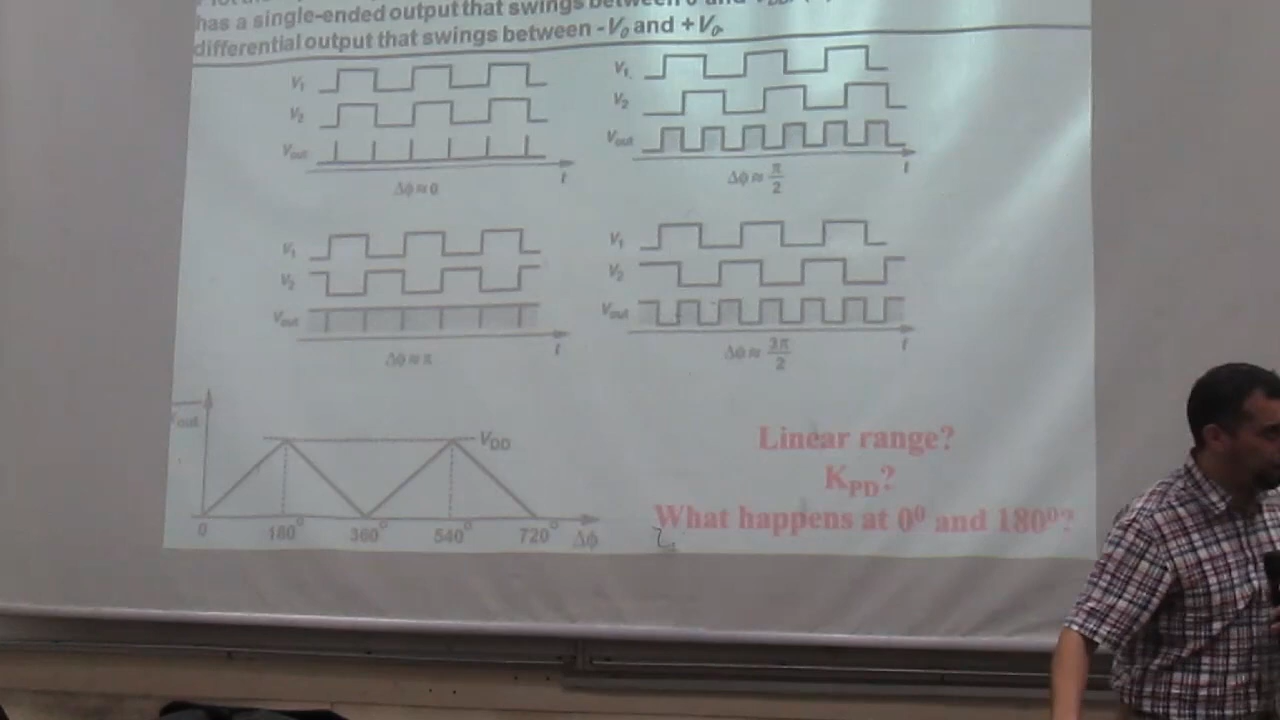 has a single-ended output that swings between 0 and
differential output that swings between -V₀ and +V₀.
V₁
V₂
Vout
t
Δϕ ≈ 0
V₁
V₂
Vout
t
Δϕ ≈ π/2
V₁
V₂
Vout
t
Δϕ ≈ π
V₁
V₂
Vout
t
Δϕ ≈ 3π/2
Vout
VDD
0 180° 360° 540° 720° Δϕ
Linear range?
KPD?
What happens at 0⁰ and 180⁰?